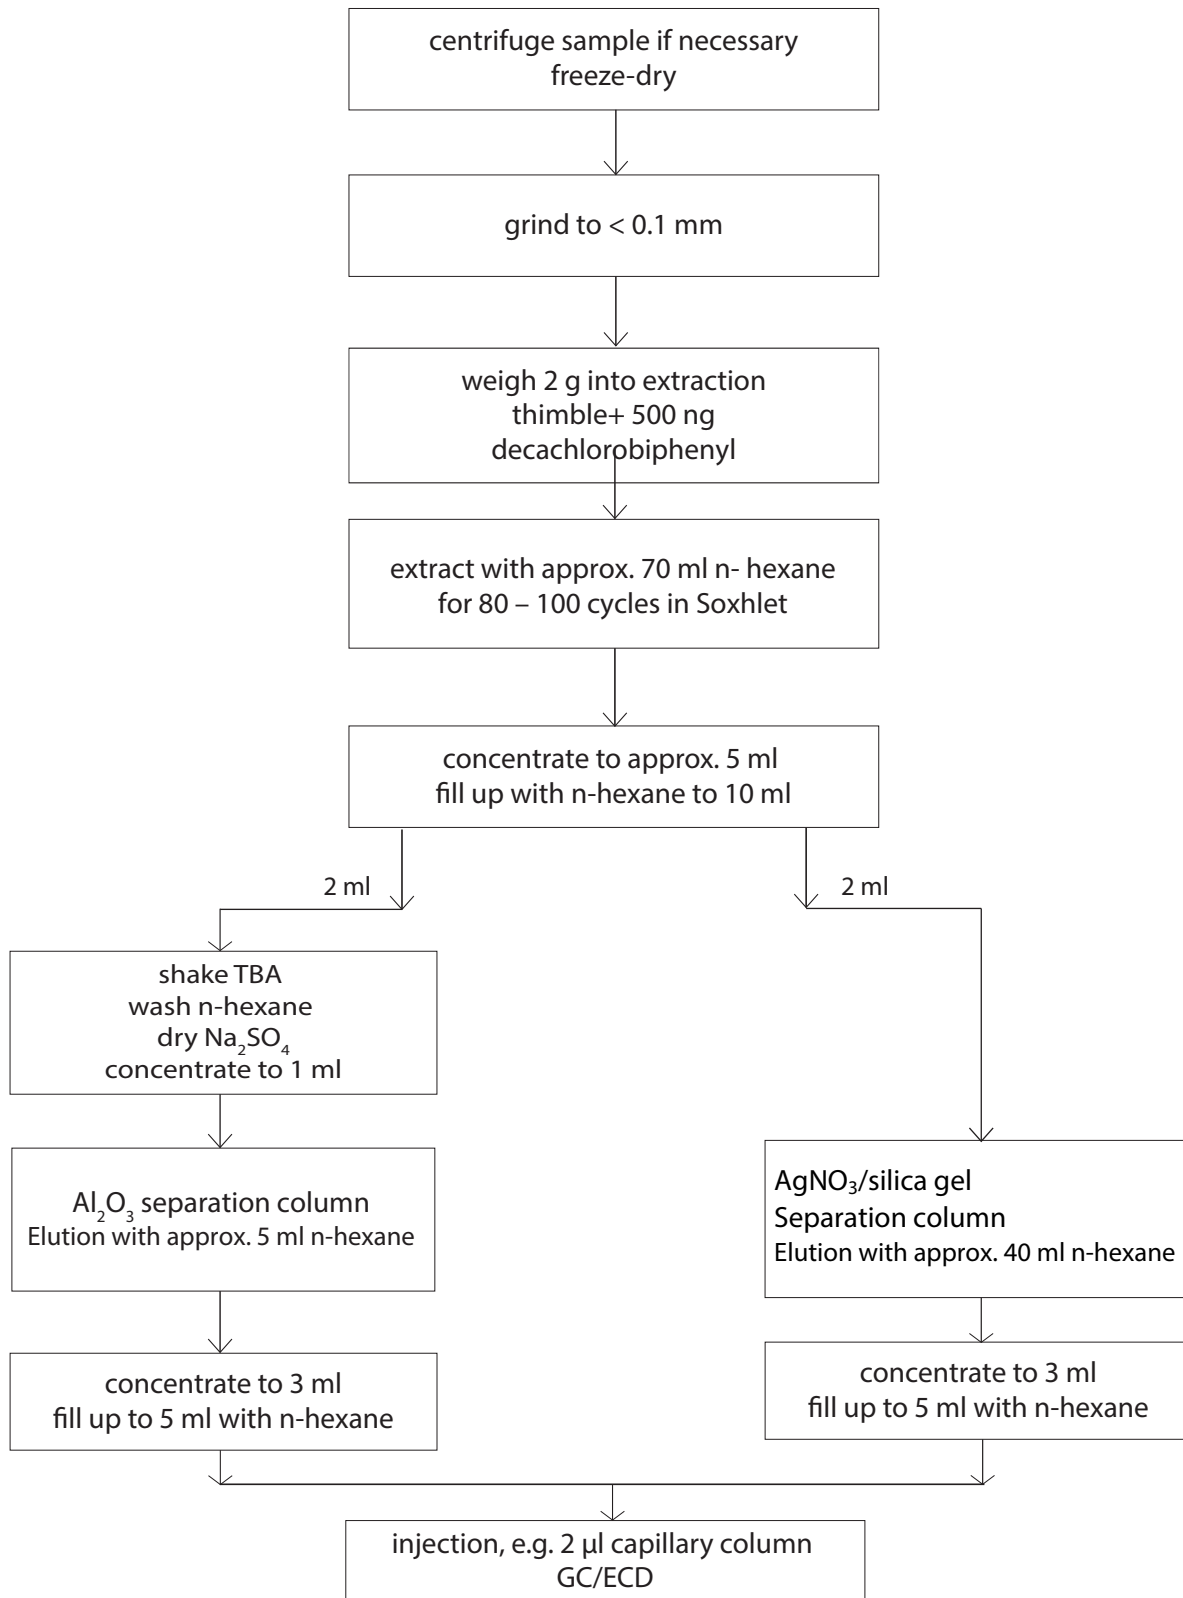 centrifuge sample if necessary
freeze-dry
grind to < 0.1 mm
weigh 2 g into extraction
thimble+ 500 ng
decachlorobiphenyl
extract with approx. 70 ml n- hexane
for 80 – 100 cycles in Soxhlet
concentrate to approx. 5 ml
fill up with n-hexane to 10 ml
2 ml
2 ml
shake TBA
wash n-hexane
dry Na₂SO₄
concentrate to 1 ml
Al₂O₃ separation column
Elution with approx. 5 ml n-hexane
AgNO₃/silica gel
Separation column
Elution with approx. 40 ml n-hexane
concentrate to 3 ml
fill up to 5 ml with n-hexane
concentrate to 3 ml
fill up to 5 ml with n-hexane
injection, e.g. 2 µl capillary column
GC/ECD